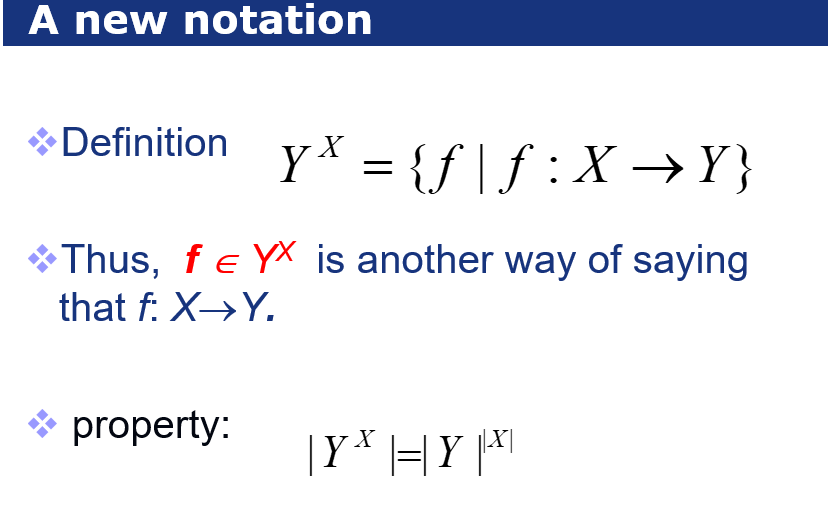 A new notation
❖Definition Y^X = {f | f : X → Y}
❖Thus, f ∈ Y^X is another way of saying
that f: X→Y.
❖ property:
|Y^X|=|Y|^|X|